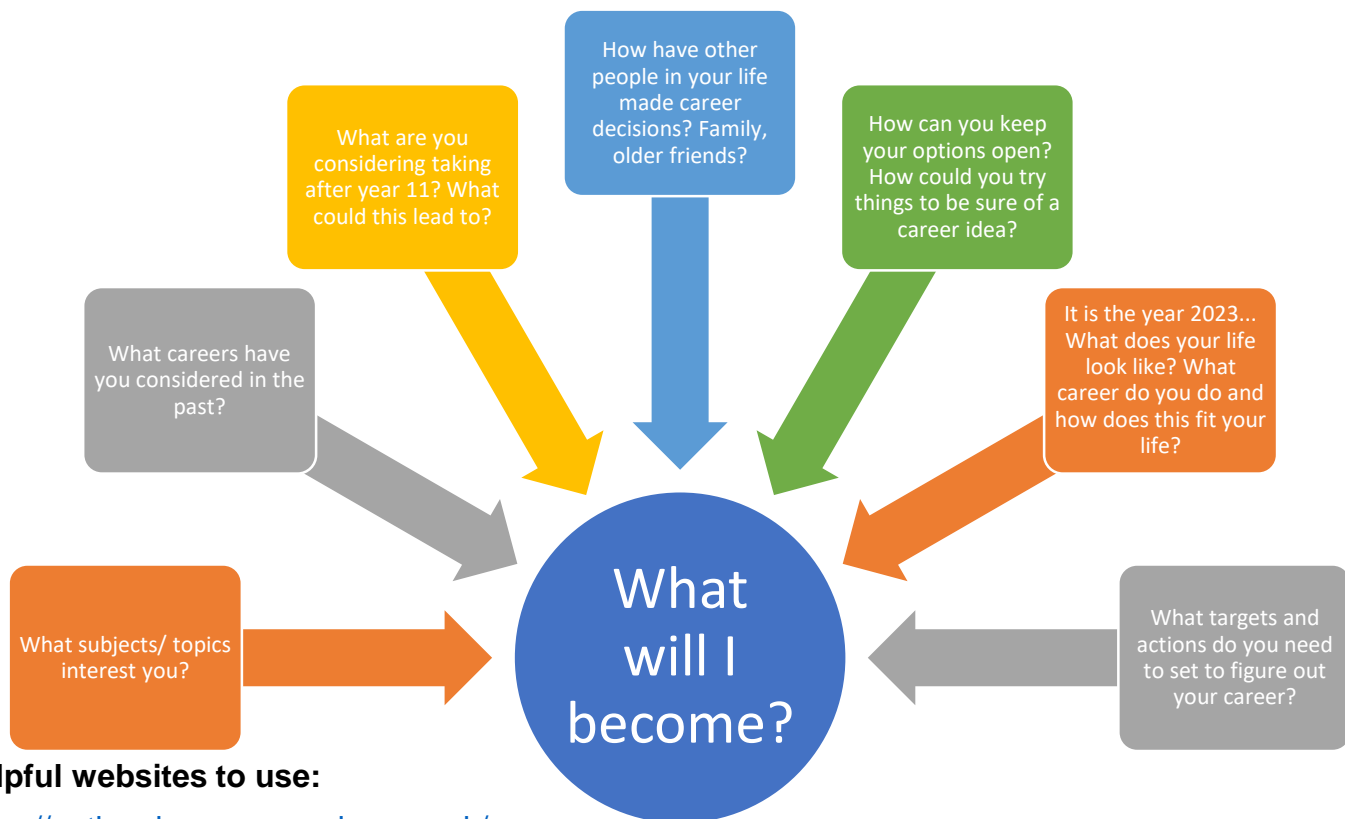 How have other
people in your life
made career
decisions? Family,
older friends?
What are you
considering taking
after year 11? What
could this lead to?
How can you keep
your options open?
How could you try
things to be sure of a
career idea?
What careers have
you considered in the
past?
It is the year 2023...
What does your life
look like? What
career do you do and
how does this fit your
life?
What subjects/ topics
interest you?
What
will I
become?
What targets and
actions do you need
to set to figure out
your career?
lpful websites to use: